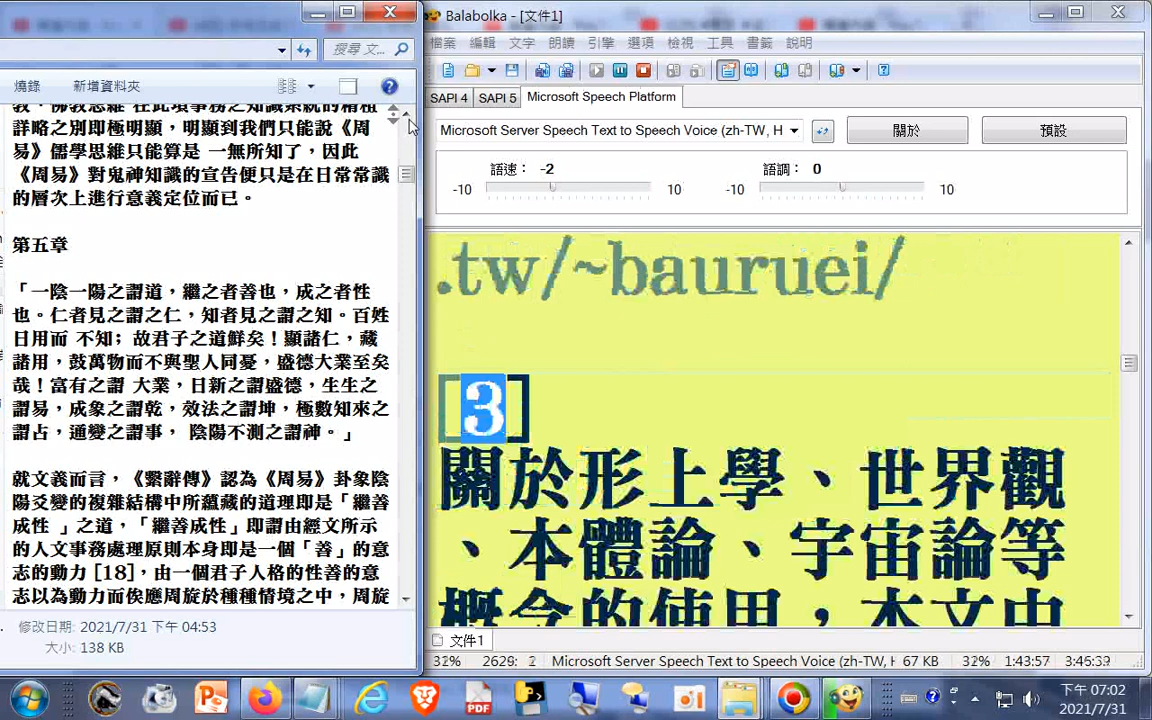 Balabolka - [文件1]
搜尋 文...
檔案 編輯 文字 朗讀 引擎 選項 檢視 工具 書籤 說明
燒錄 新增資料夾
SAPI 4 SAPI 5 Microsoft Speech Platform
Microsoft Server Speech Text to Speech Voice (zh-TW, H 關於 預設
語速： -2 語調： 0
-10 10 -10 10
教、佛教思維 在此項事務之知識系統的精粗
詳略之別即極明顯，明顯到我們只能說《周
易》儒學思維只能算是 一無所知了，因此
《周易》對鬼神知識的宣告便只是在日常常識
的層次上進行意義定位而已。
第五章
「一陰一陽之謂道，繼之者善也，成之者性
也。仁者見之謂之仁，知者見之謂之知。百姓
日用而 不知；故君子之道鮮矣！顯諸仁，藏
諸用，鼓萬物而不與聖人同憂，盛德大業至矣
哉！富有之謂 大業，日新之謂盛德，生生之
謂易，成象之謂乾，效法之謂坤，極數知來之
謂占，通變之謂事， 陰陽不測之謂神。」
就文義而言，《繫辭傳》認為《周易》卦象陰
陽爻變的複雜結構中所蘊藏的道理即是「繼善
成性 」之道，「繼善成性」即謂由經文所示
的人文事務處理原則本身即是一個「善」的意
志的動力 [18]，由一個君子人格的性善的意
志以為動力而俟應周旋於種種情境之中，周旋
.tw/~bauruei/
[3]
關於形上學、世界觀
、本體論、宇宙論等
概念的使用，本文中
修改日期: 2021/7/31 下午 04:53
大小: 138 KB
文件1
32% 2629: 2 Microsoft Server Speech Text to Speech Voice (zh-TW, H 67 KB 32% 1:43:57 3:45:39
下午 07:02
2021/7/31